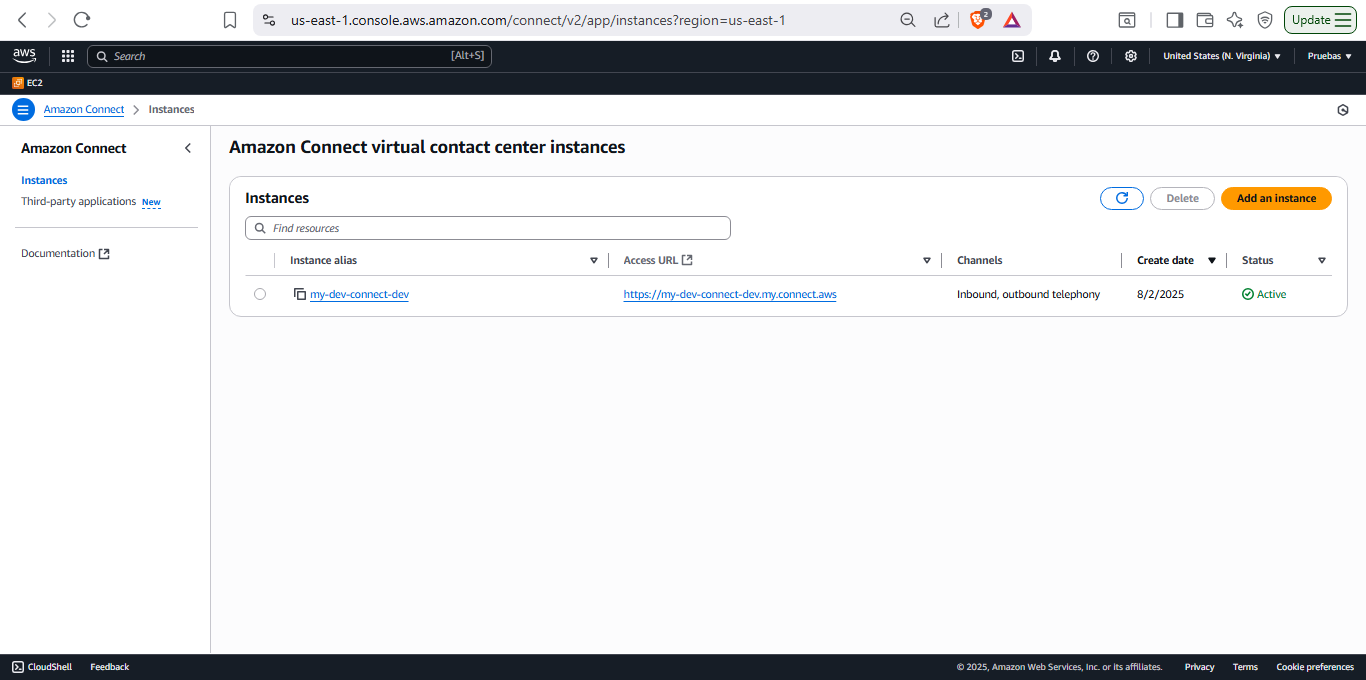 us-east-1.console.aws.amazon.com/connect/v2/app/instances?region=us-east-1
2
Update
aws
Search
[Alt+S]
United States (N. Virginia)
Pruebas
EC2
Amazon Connect
Instances
Amazon Connect
Instances
Third-party applications New
Documentation
Amazon Connect virtual contact center instances
Instances
Delete
Add an instance
Find resources
Instance alias
Access URL
Channels
Create date
Status
my-dev-connect-dev
https://my-dev-connect-dev.my.connect.aws
Inbound, outbound telephony
8/2/2025
Active
CloudShell
Feedback
© 2025, Amazon Web Services, Inc. or its affiliates.
Privacy
Terms
Cookie preferences